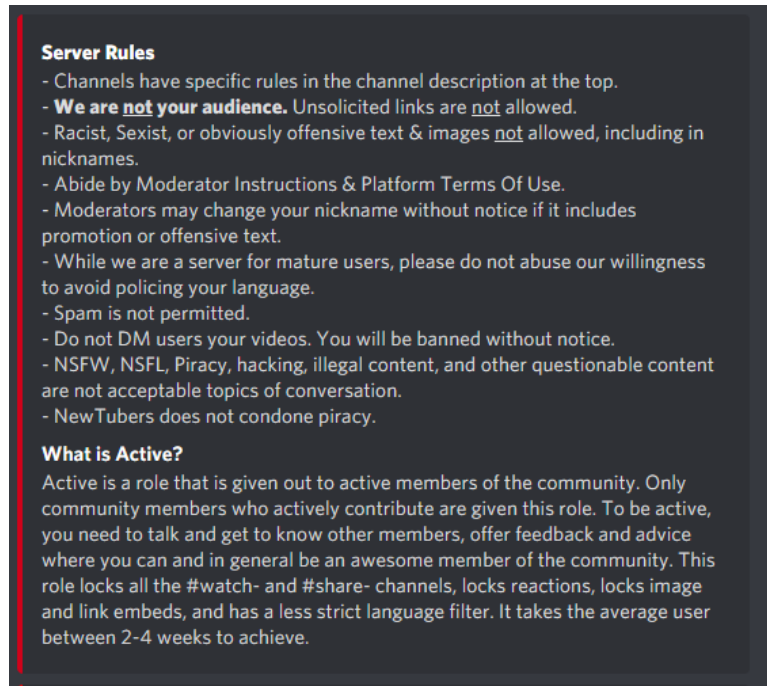 Server Rules
- Channels have specific rules in the channel description at the top.
- We are not your audience. Unsolicited links are not allowed.
- Racist, Sexist, or obviously offensive text & images not allowed, including in
nicknames.
- Abide by Moderator Instructions & Platform Terms Of Use.
- Moderators may change your nickname without notice if it includes
promotion or offensive text.
- While we are a server for mature users, please do not abuse our willingness
to avoid policing your language.
- Spam is not permitted.
- Do not DM users your videos. You will be banned without notice.
- NSFW, NSFL, Piracy, hacking, illegal content, and other questionable content
are not acceptable topics of conversation.
- NewTubers does not condone piracy.
What is Active?
Active is a role that is given out to active members of the community. Only
community members who actively contribute are given this role. To be active,
you need to talk and get to know other members, offer feedback and advice
where you can and in general be an awesome member of the community. This
role locks all the #watch- and #share- channels, locks reactions, locks image
and link embeds, and has a less strict language filter. It takes the average user
between 2-4 weeks to achieve.